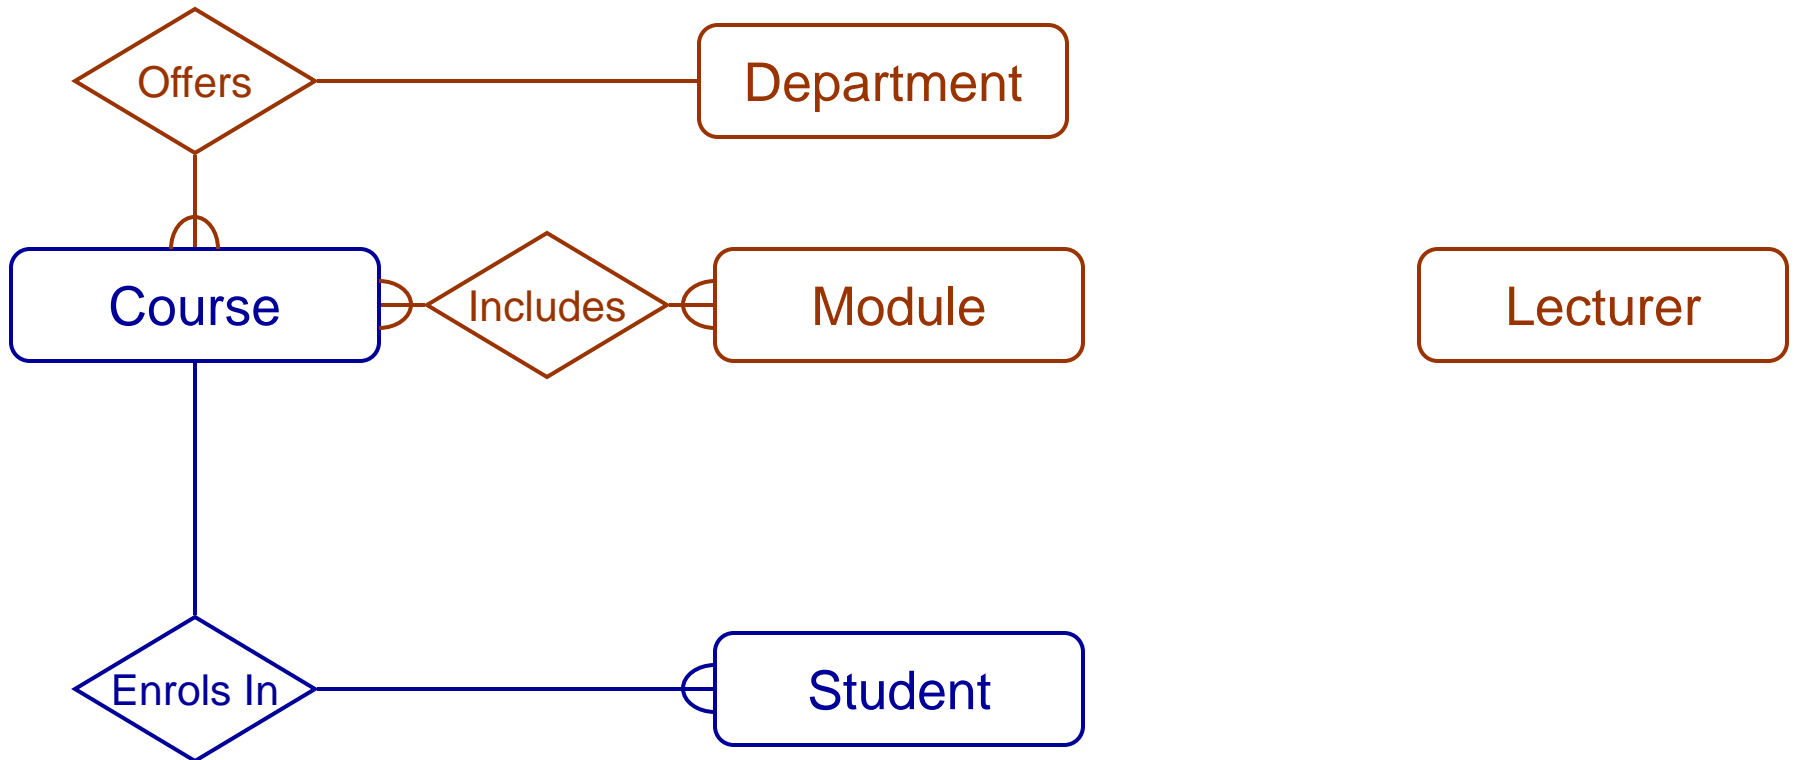 Offers
Department
Course
Includes
Module
Lecturer
Enrols In
Student